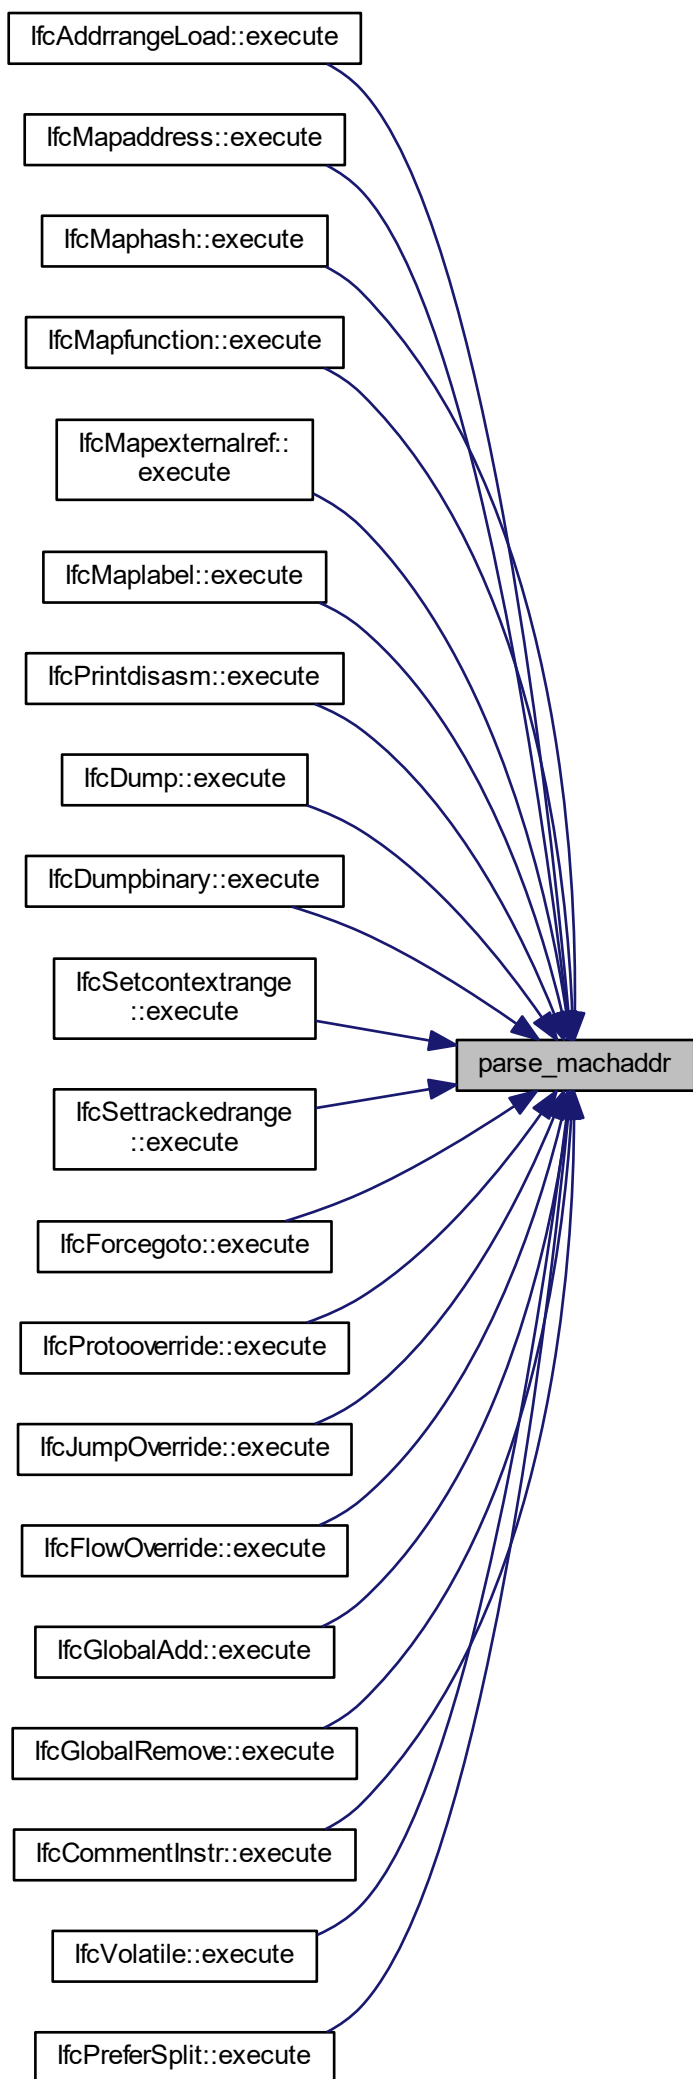 IfcAddrrangeLoad::execute
IfcMapaddress::execute
IfcMaphash::execute
IfcMapfunction::execute
IfcMapexternalref::
execute
IfcMaplabel::execute
IfcPrintdisasm::execute
IfcDump::execute
IfcDumpbinary::execute
IfcSetcontextrange
::execute
parse_machaddr
IfcSettrackedrange
::execute
IfcForcegoto::execute
IfcProtooverride::execute
IfcJumpOverride::execute
IfcFlowOverride::execute
IfcGlobalAdd::execute
IfcGlobalRemove::execute
IfcCommentInstr::execute
IfcVolatile::execute
IfcPreferSplit::execute